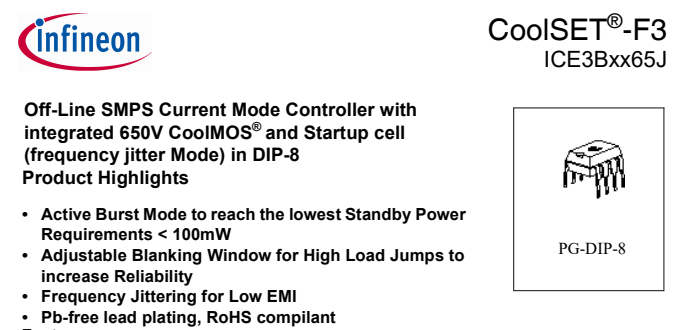 infineon
CoolSET®-F3
ICE3Bxx65J
Off-Line SMPS Current Mode Controller with
integrated 650V CoolMOS® and Startup cell
(frequency jitter Mode) in DIP-8
Product Highlights
• Active Burst Mode to reach the lowest Standby Power
Requirements < 100mW
• Adjustable Blanking Window for High Load Jumps to
increase Reliability
• Frequency Jittering for Low EMI
• Pb-free lead plating, RoHS compilant
PG-DIP-8